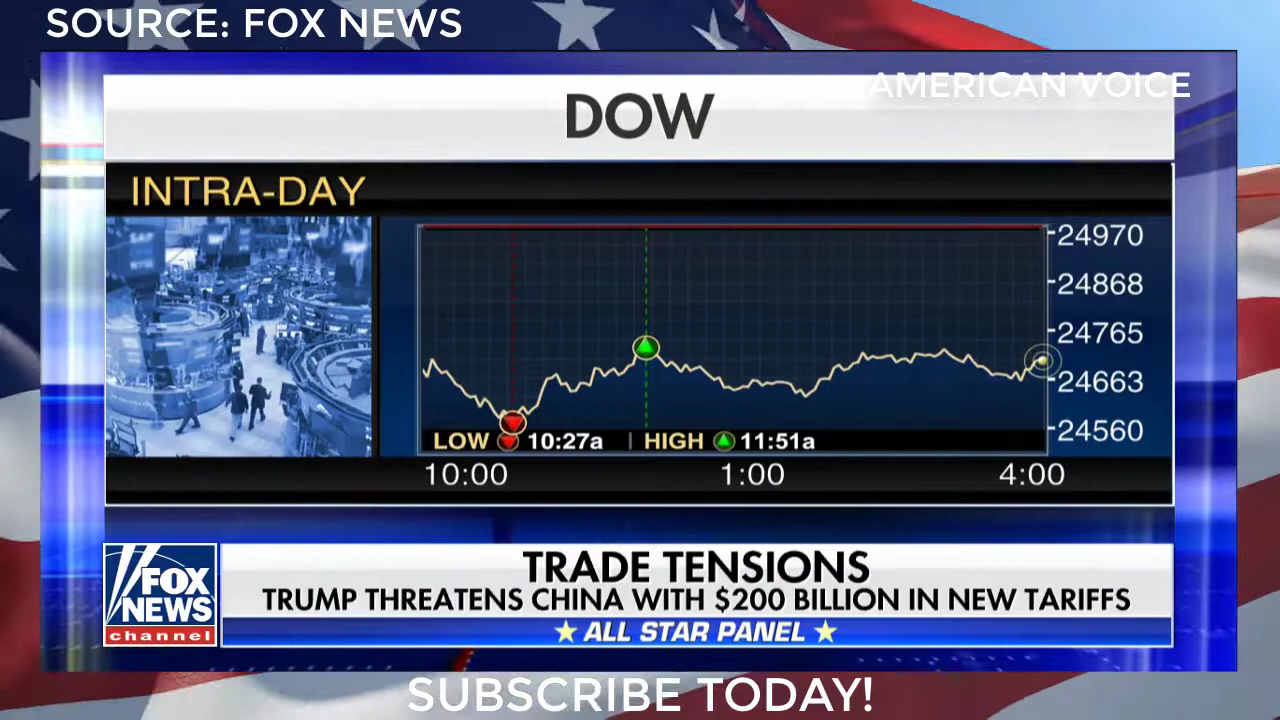 SOURCE: FOX NEWS
AMERICAN VOICE
DOW
INTRA-DAY
24970
24868
24765
24663
24560
LOW 10:27a | HIGH 11:51a
10:00 1:00 4:00
FOX
NEWS
channel
TRADE TENSIONS
TRUMP THREATENS CHINA WITH $200 BILLION IN NEW TARIFFS
ALL STAR PANEL
SUBSCRIBE TODAY!